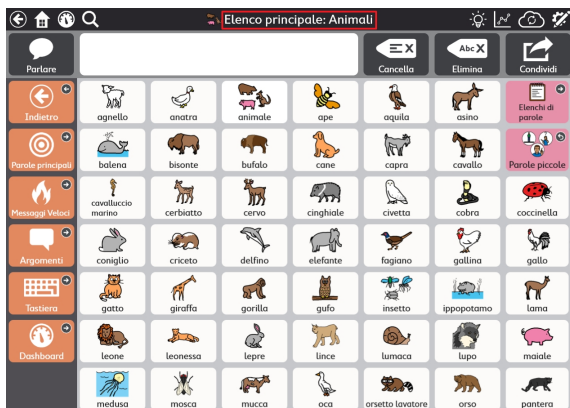 Elenco principale: Animali
Parlare
Cancella
Abc
Elimina
Condividi
Indietro
agnello
anatra
animale
ape
aquila
asino
Elenchi di
parole
Parole principali
balena
bisonte
bufalo
cane
capra
cavallo
Parole piccole
Messaggi Veloci
cavalluccio
marino
cerbiatto
cervo
cinghiale
civetta
cobra
coccinella
Argomenti
coniglio
criceto
delfino
elefante
fagiano
gallina
gallo
Tastiera
gatto
giraffa
gorilla
gufo
insetto
ippopotamo
lama
Dashboard
leone
leonessa
lepre
lince
lumaca
lupo
maiale
medusa
mosca
mucca
oca
orsetto lavatore
orso
pantera